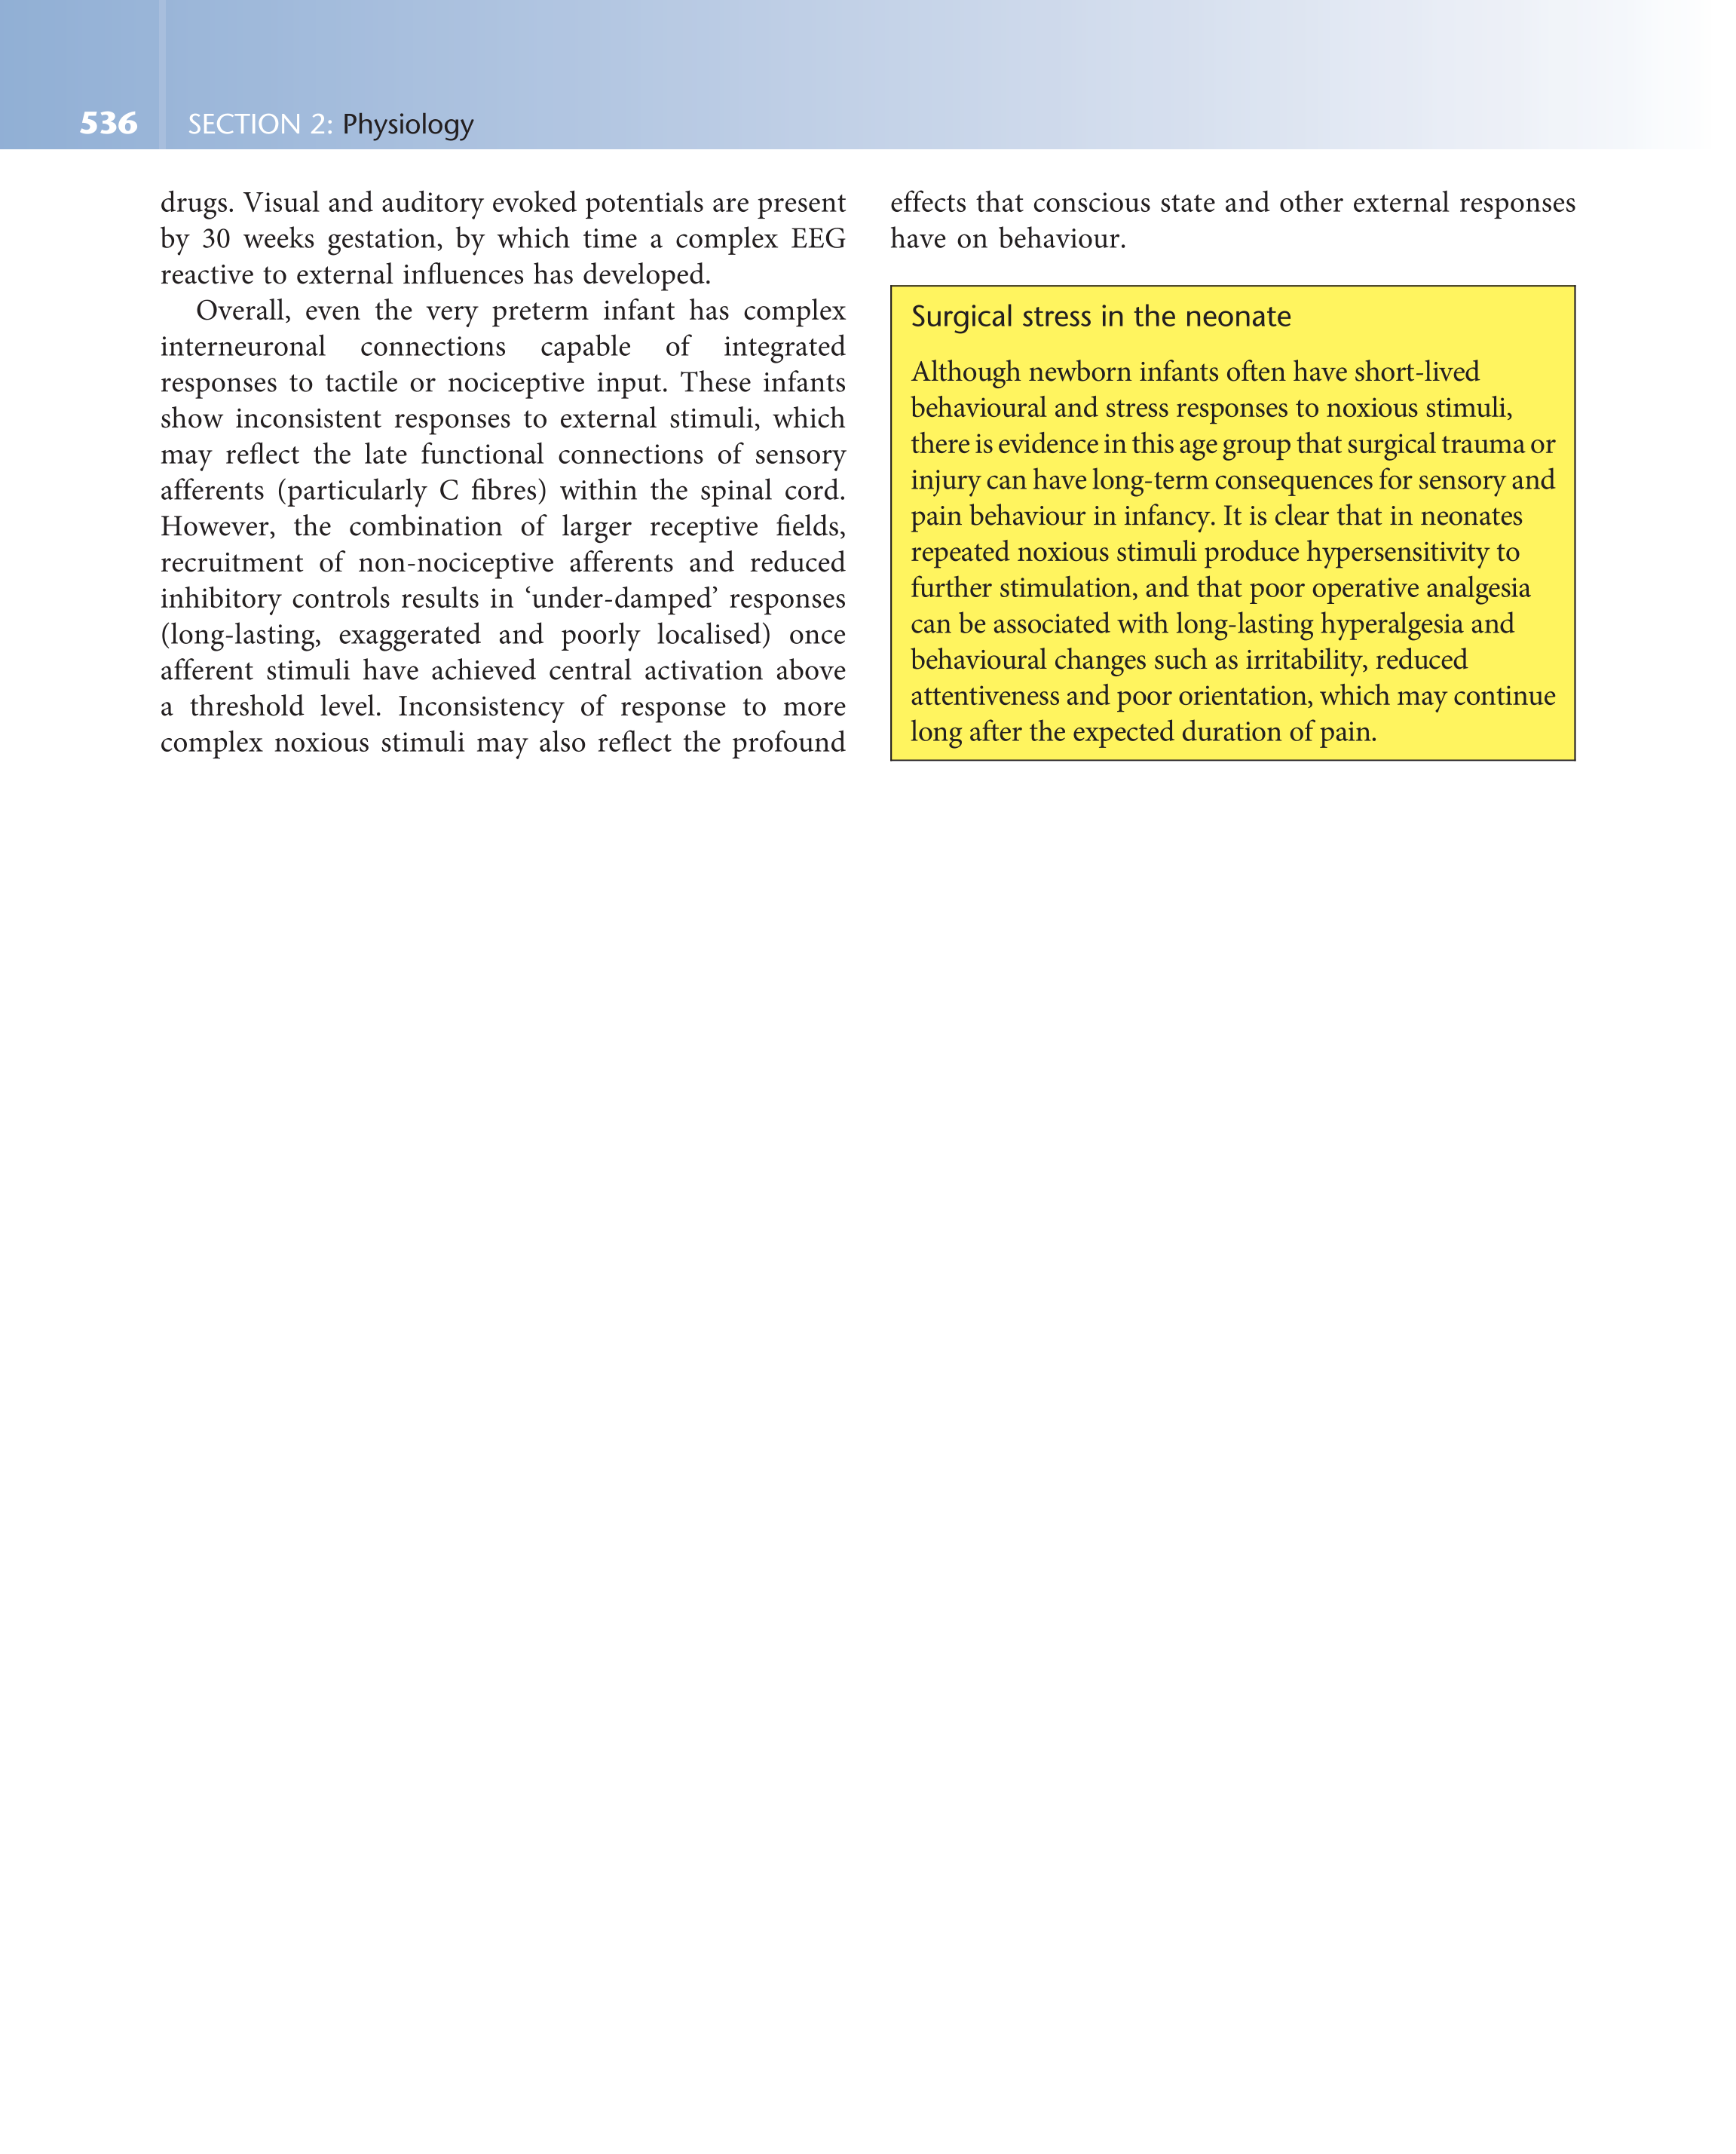 536 SECTION 2: Physiology
drugs. Visual and auditory evoked potentials are present
by 30 weeks gestation, by which time a complex EEG
reactive to external influences has developed.
Overall, even the very preterm infant has complex
interneuronal connections capable of integrated
responses to tactile or nociceptive input. These infants
show inconsistent responses to external stimuli, which
may reflect the late functional connections of sensory
afferents (particularly C fibres) within the spinal cord.
However, the combination of larger receptive fields,
recruitment of non-nociceptive afferents and reduced
inhibitory controls results in ‘under-damped’ responses
(long-lasting, exaggerated and poorly localised) once
afferent stimuli have achieved central activation above
a threshold level. Inconsistency of response to more
complex noxious stimuli may also reflect the profound
effects that conscious state and other external responses
have on behaviour.
Surgical stress in the neonate
Although newborn infants often have short-lived
behavioural and stress responses to noxious stimuli,
there is evidence in this age group that surgical trauma or
injury can have long-term consequences for sensory and
pain behaviour in infancy. It is clear that in neonates
repeated noxious stimuli produce hypersensitivity to
further stimulation, and that poor operative analgesia
can be associated with long-lasting hyperalgesia and
behavioural changes such as irritability, reduced
attentiveness and poor orientation, which may continue
long after the expected duration of pain.